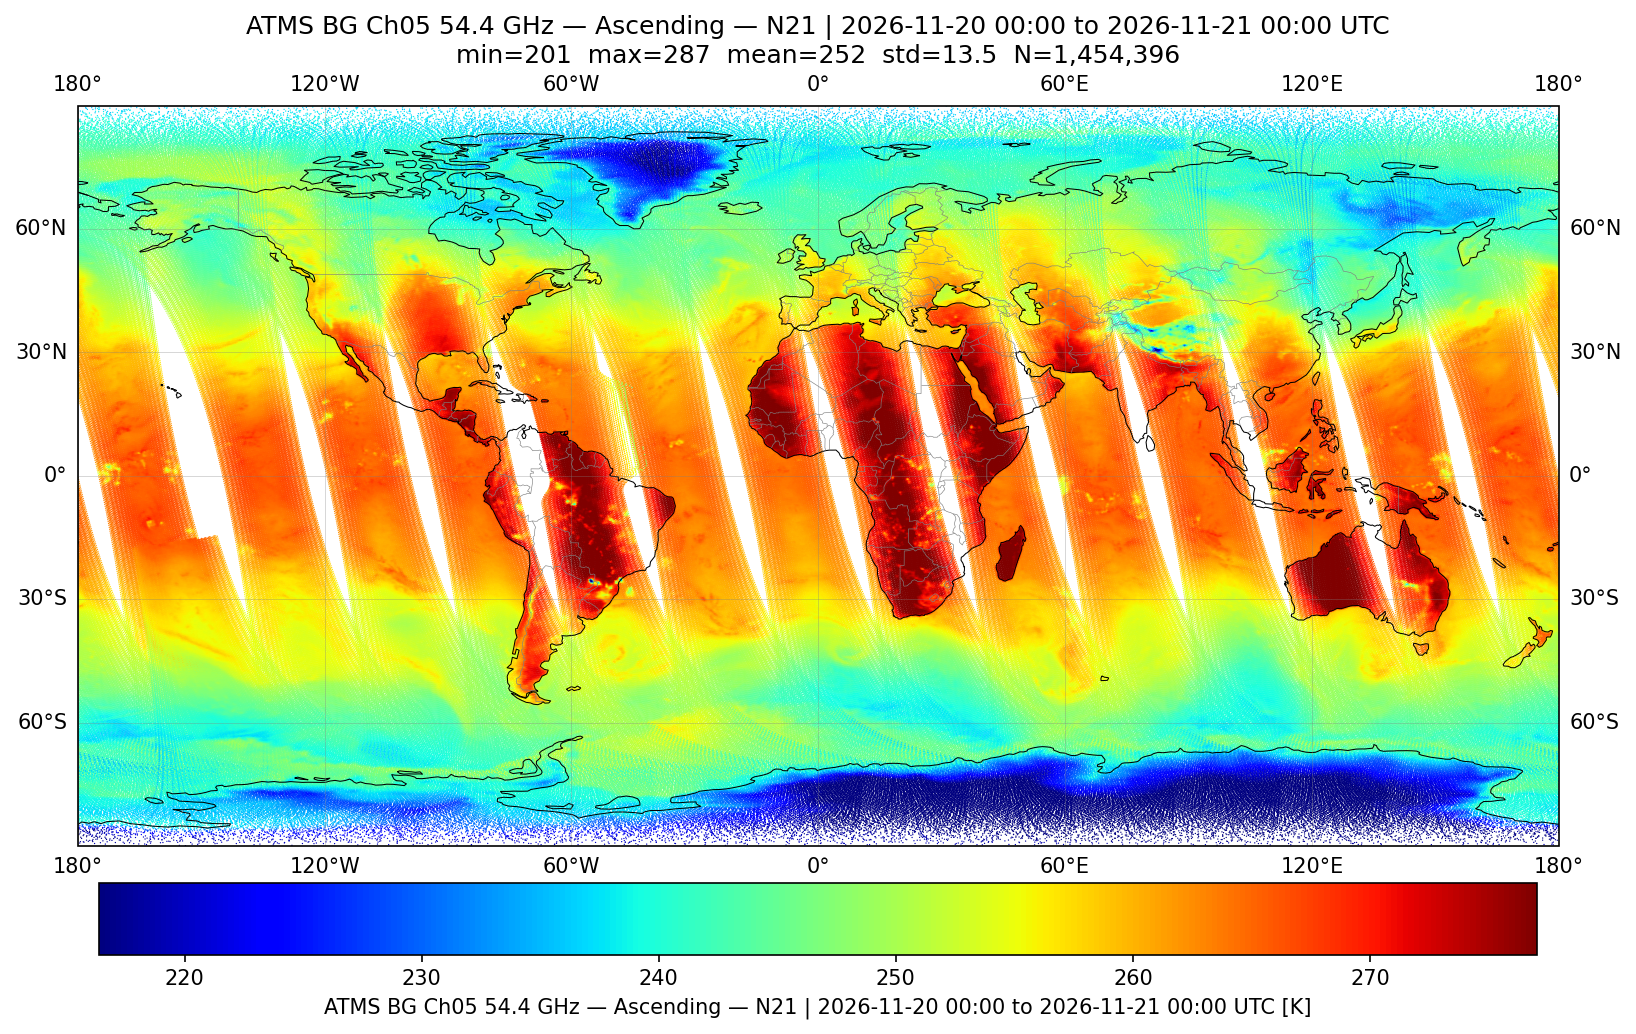 ATMS BG Ch05 54.4 GHz — Ascending — N21 | 2026-11-20 00:00 to 2026-11-21 00:00 UTC
min=201 max=287 mean=252 std=13.5 N=1,454,396
180° 120°W 60°W 0° 60°E 120°E 180°
60°N 60°N
30°N 30°N
0° 0°
30°S 30°S
60°S 60°S
180° 120°W 60°W 0° 60°E 120°E 180°
220 230 240 250 260 270
ATMS BG Ch05 54.4 GHz — Ascending — N21 | 2026-11-20 00:00 to 2026-11-21 00:00 UTC [K]